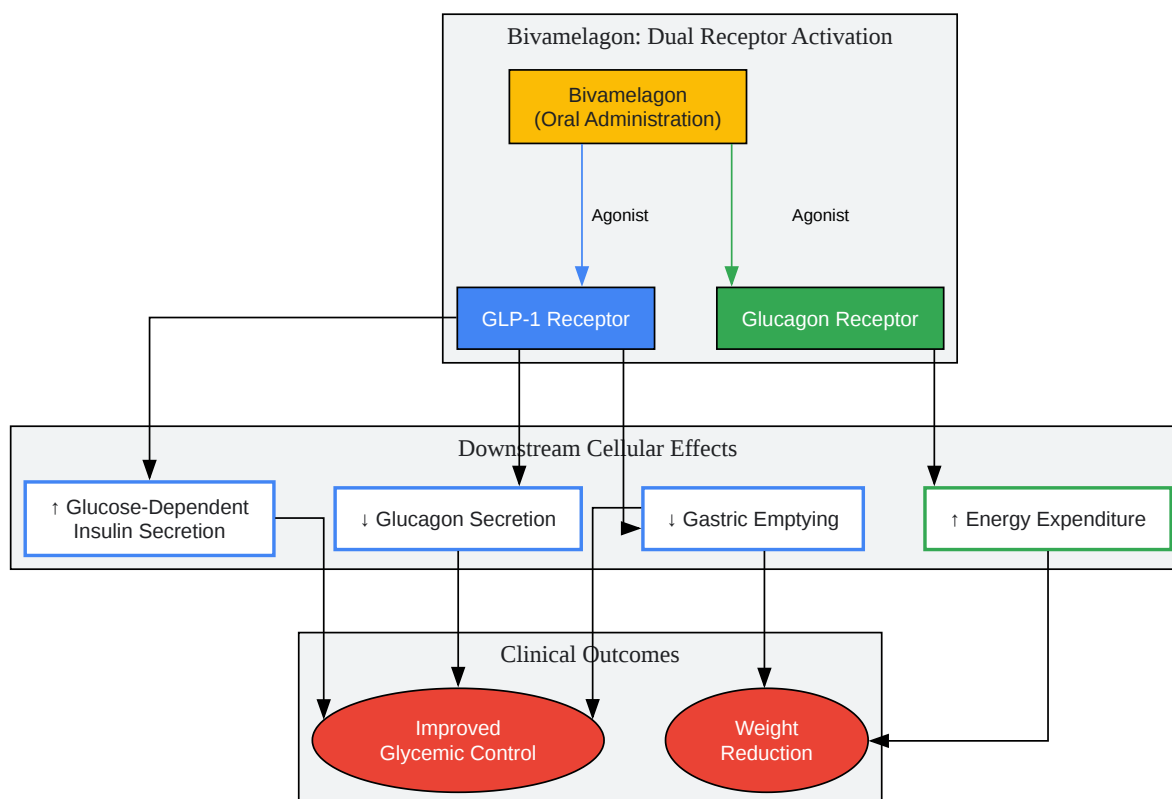 Bivamelagon: Dual Receptor Activation
Bivamelagon
(Oral Administration)
Agonist
Agonist
GLP-1 Receptor
Glucagon Receptor
Downstream Cellular Effects
↑ Glucose-Dependent
Insulin Secretion
↓ Glucagon Secretion
↓ Gastric Emptying
↑ Energy Expenditure
Clinical Outcomes
Improved
Glycemic Control
Weight
Reduction